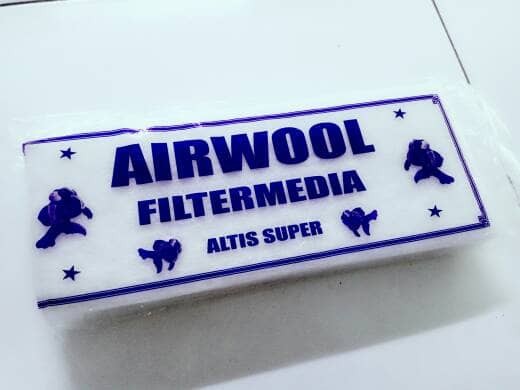 AIRWOOL
FILTERMEDIA
ALTIS SUPER